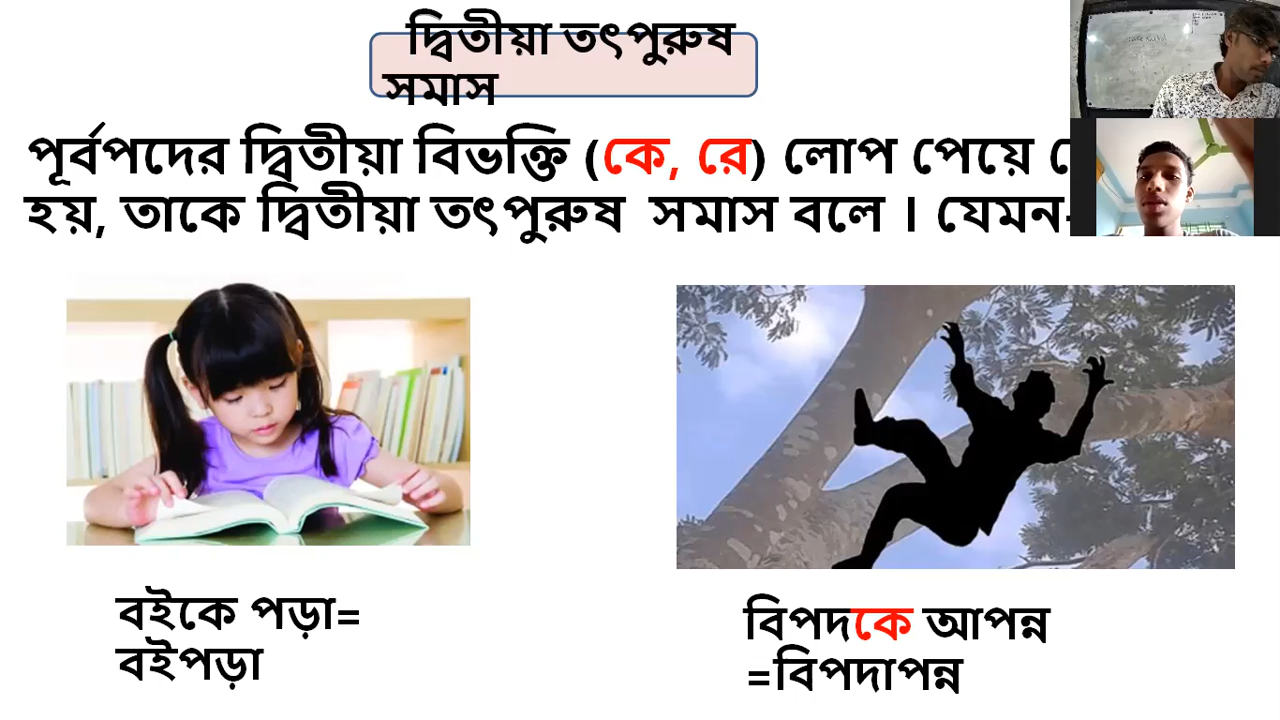 দ্বিতীয়া তৎপুরুষ
সমাস
পূর্বপদের দ্বিতীয়া বিভক্তি (কে, রে) লোপ পেয়ে
হয়, তাকে দ্বিতীয়া তৎপুরুষ সমাস বলে । যেমন-
বইকে পড়া=
বইপড়া
বিপদকে আপন্ন
=বিপদাপন্ন